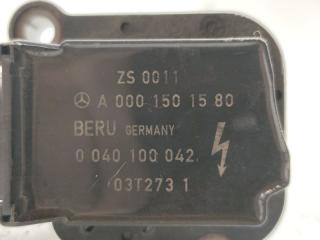 ZS 0011
A 000 150 15 80
BERU GERMANY
0 040 100 042
03T273 1